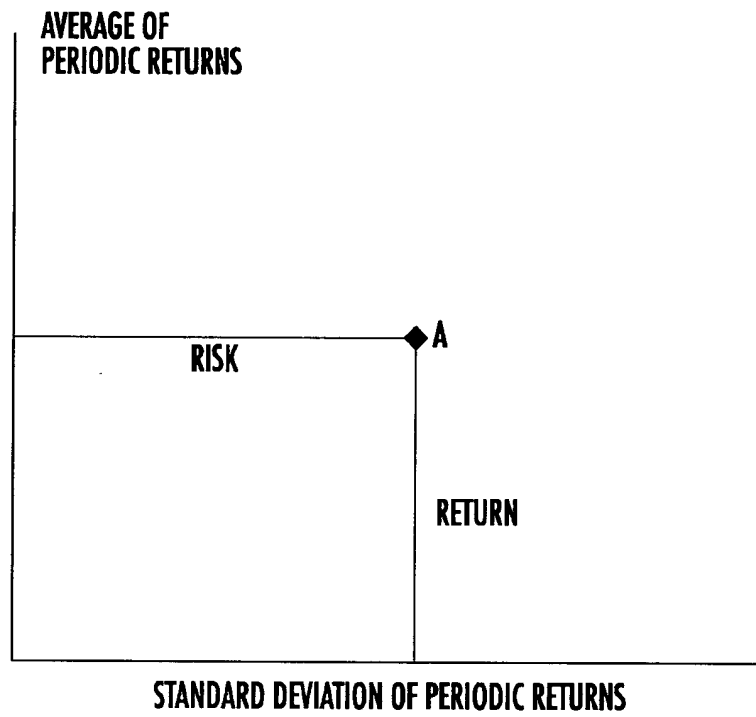 AVERAGE OF
PERIODIC RETURNS
A
RISK
RETURN
STANDARD DEVIATION OF PERIODIC RETURNS